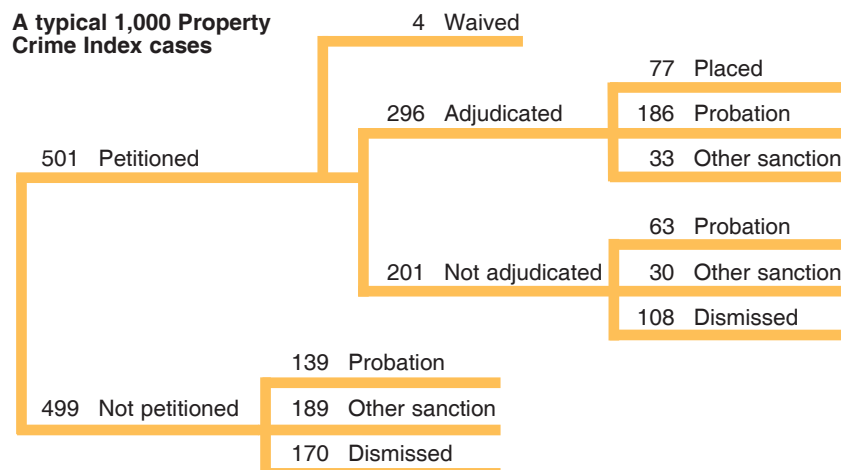 A typical 1,000 Property
Crime Index cases
4 Waived
77 Placed
296 Adjudicated
186 Probation
33 Other sanction
501 Petitioned
63 Probation
201 Not adjudicated
30 Other sanction
108 Dismissed
139 Probation
499 Not petitioned
189 Other sanction
170 Dismissed